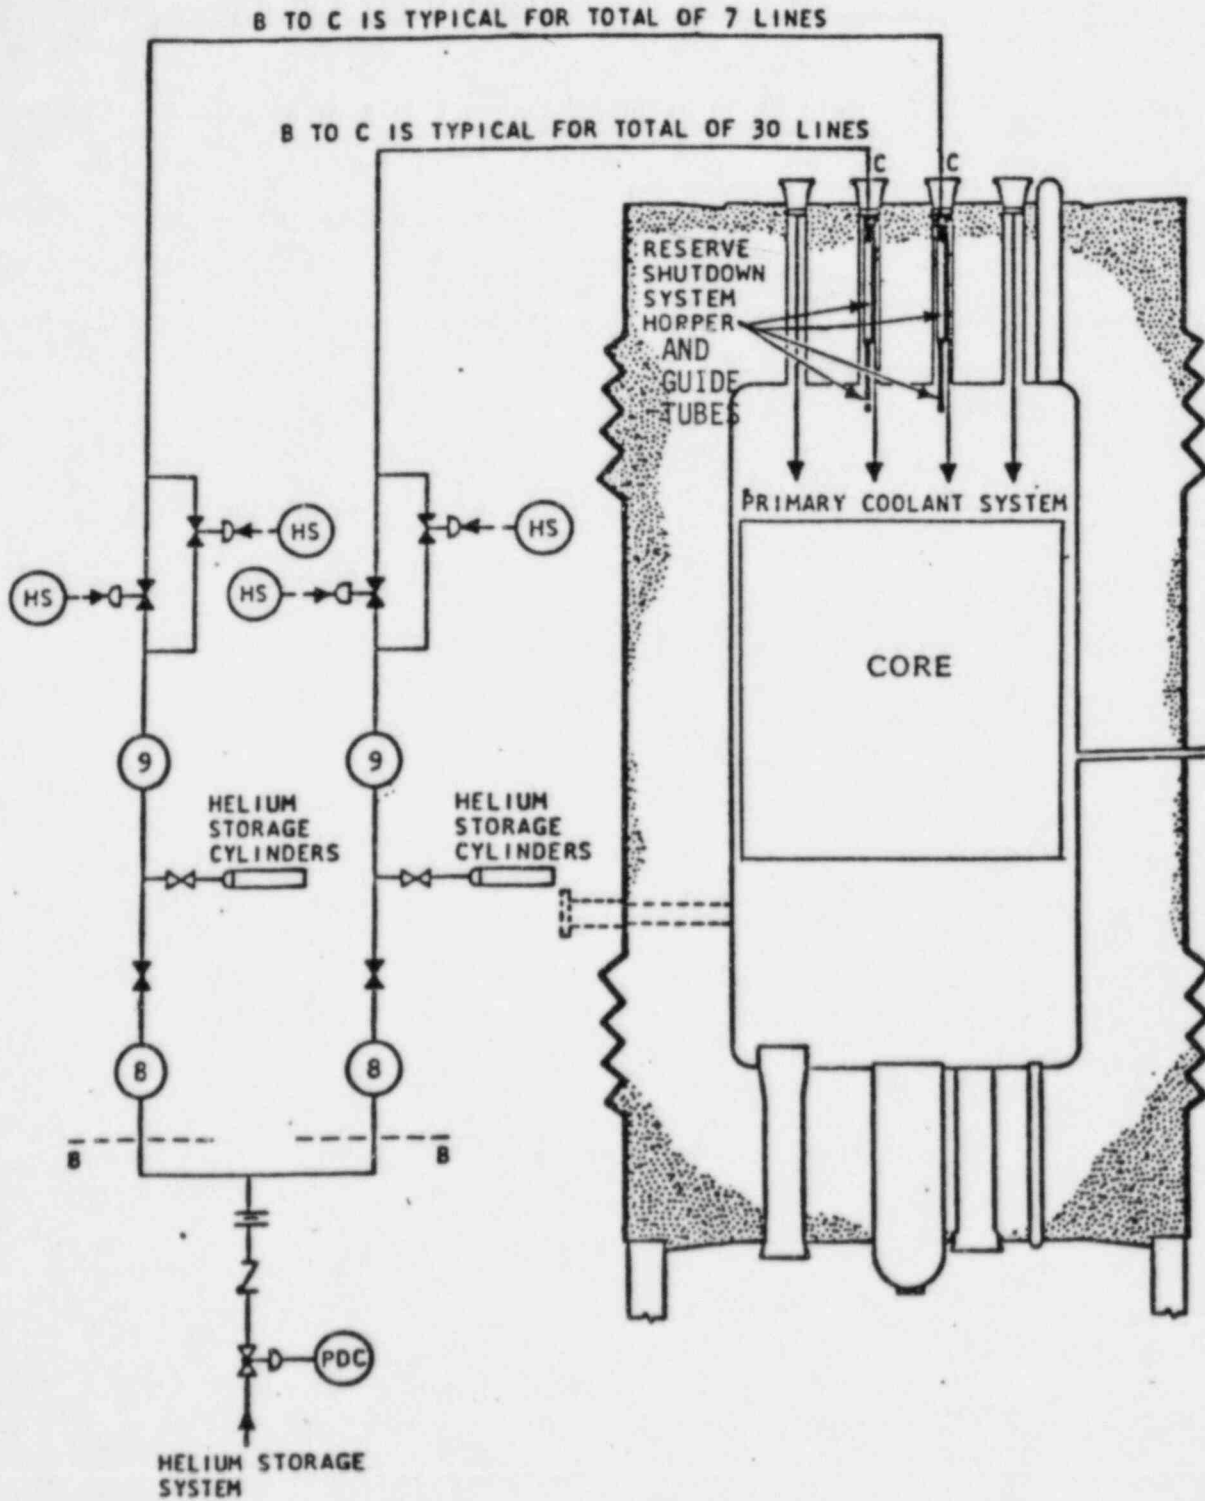 B TO C IS TYPICAL FOR TOTAL OF 7 LINES
B TO C IS TYPICAL FOR TOTAL OF 30 LINES
C
C
RESERVE
SHUTDOWN
SYSTEM
HORPER
AND
GUIDE
TUBES
PRIMARY COOLANT SYSTEM
HS
HS
HS
HS
CORE
9
9
HELIUM
STORAGE
CYLINDERS
HELIUM
STORAGE
CYLINDERS
8
8
B
B
PDC
HELIUM STORAGE
SYSTEM